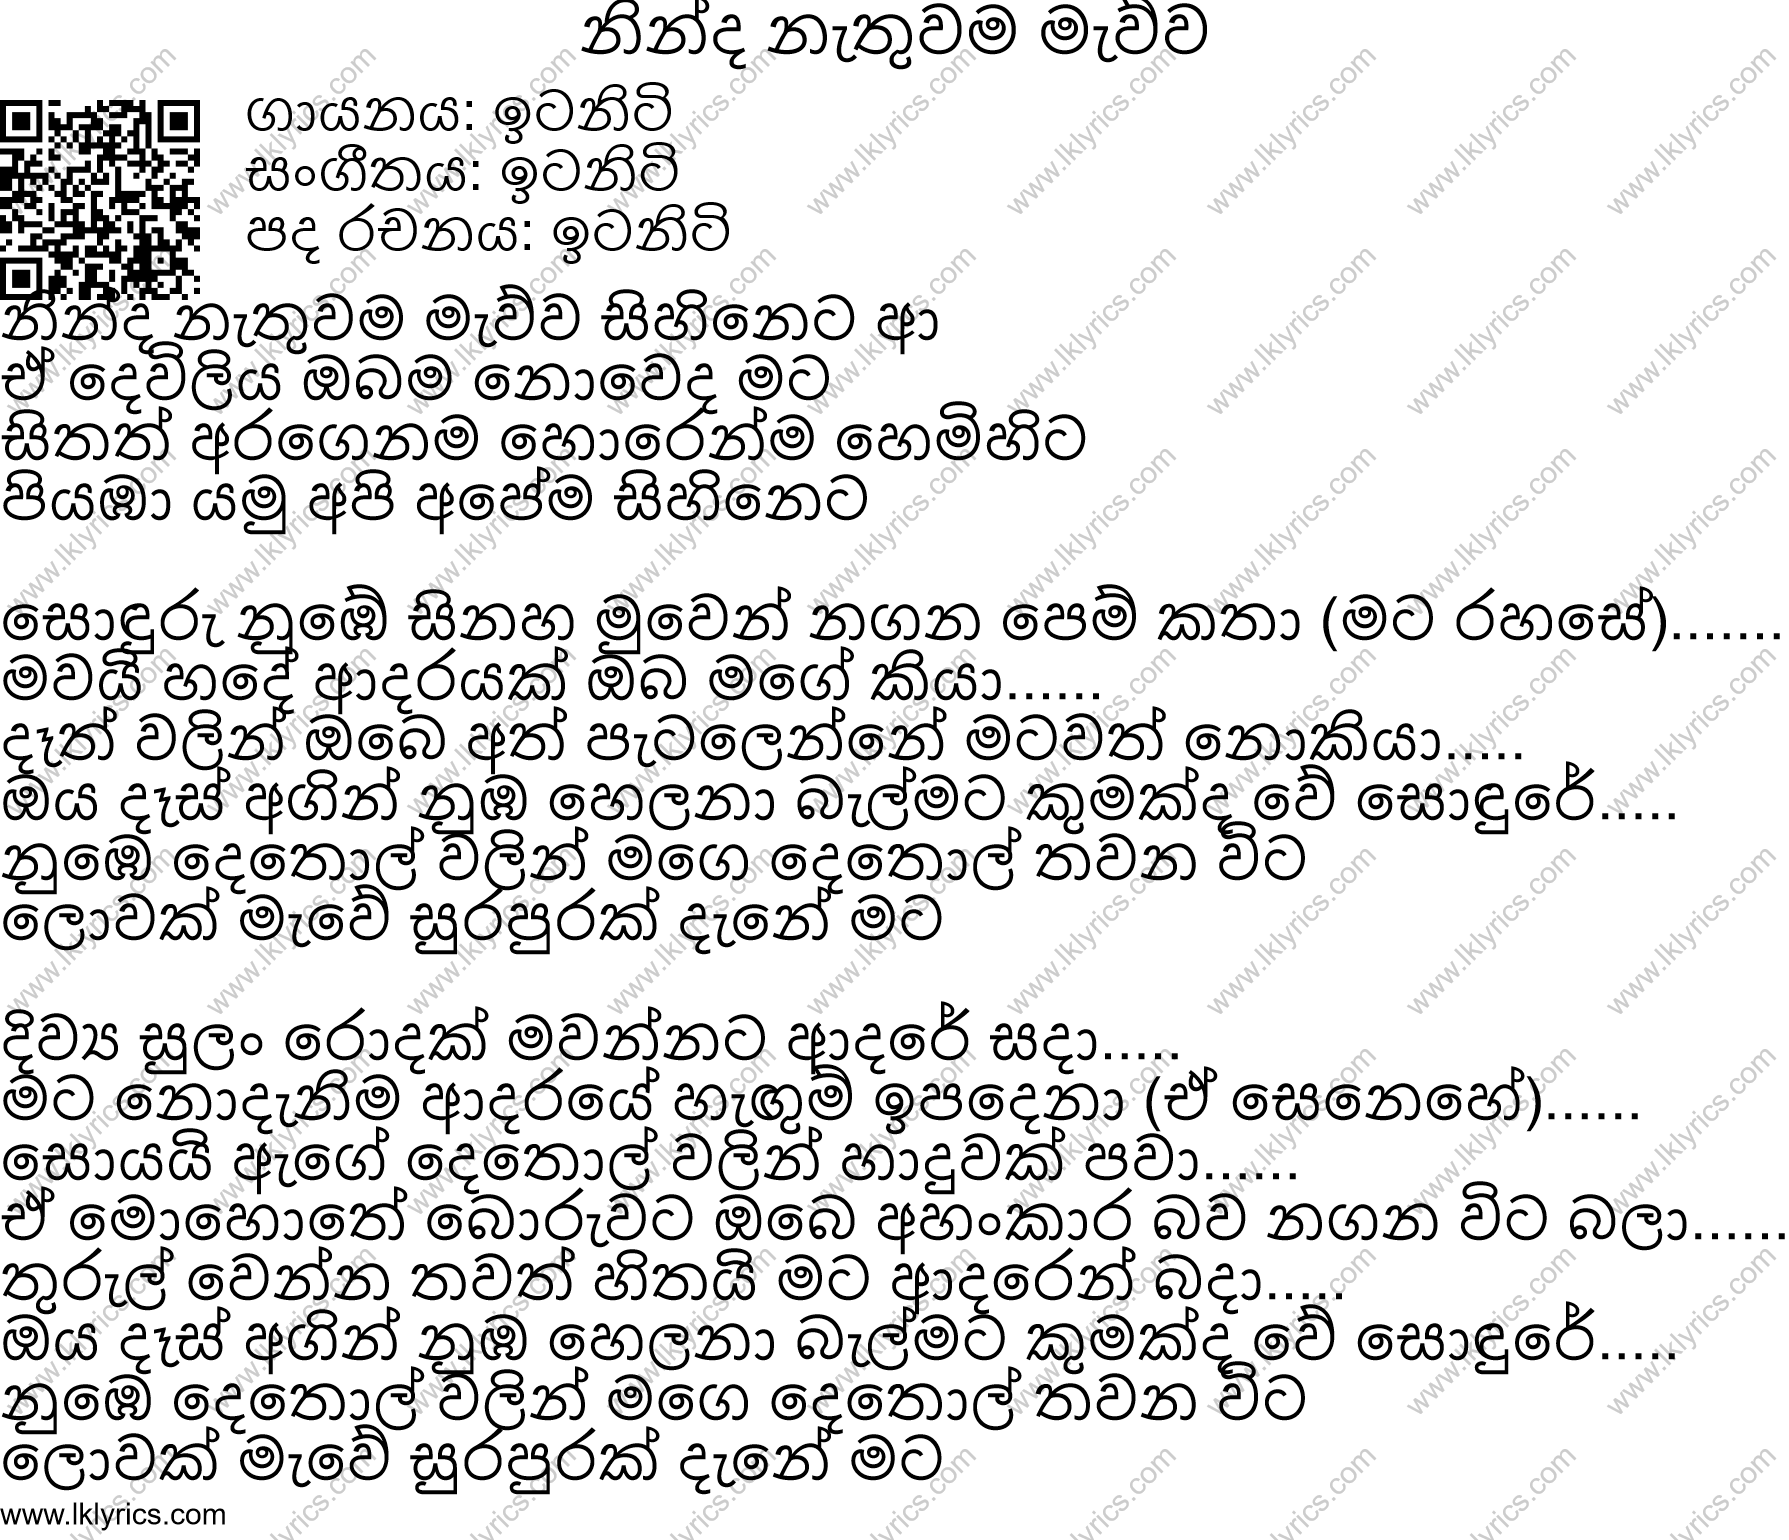 නින්ද නැතුවම මැව්ව
ගායනය: ඉටනිටි
සංගීතය: ඉටනිටි
පද රචනය: ඉටනිටි
නින්ද නැතුවම මැව්ව සිහිනෙට ආ
ඒ දෙව්ලිය ඔබම නොවෙද මට
සිතත් අරගෙනම හොරෙන්ම හෙමිහිට
පියඹා යමු අපි අපේම සිහිනෙට
සොඳුරු නුඹේ සිනහ මුවෙන් නගන පෙම් කතා (මට රහසේ).......
මවයි හදේ ආදරයක් ඔබ මගේ කියා......
දෑත් වලින් ඔබෙ අත් පැටලෙන්නේ මටවත් නොකියා.....
ඔය දෑස් අගින් නුඹ හෙලනා බැල්මට කුමක්ද වේ සොඳුරේ.....
නුඹෙ දෙතොල් වලින් මගෙ දෙතොල් තවන විට
ලොවක් මැවේ සුරපුරක් දැනේ මට
දිව්‍ය සුලං රොදක් මවන්නට ආදරේ සදා.....
මට නොදැනිම ආදරයේ හැඟුම් ඉපදෙනා (ඒ සෙනෙහේ)......
සොයයි ඇගේ දෙතොල් වලින් හාදුවක් පවා......
ඒ මොහොතේ බොරුවට ඔබෙ අහංකාර බව නගන විට බලා......
තුරුල් වෙන්න තවත් හිතයි මට ආදරෙන් බදා.....
ඔය දෑස් අගින් නුඹ හෙලනා බැල්මට කුමක්ද වේ සොඳුරේ.....
නුඹෙ දෙතොල් වලින් මගෙ දෙතොල් තවන විට
ලොවක් මැවේ සුරපුරක් දැනේ මට
www.lklyrics.com